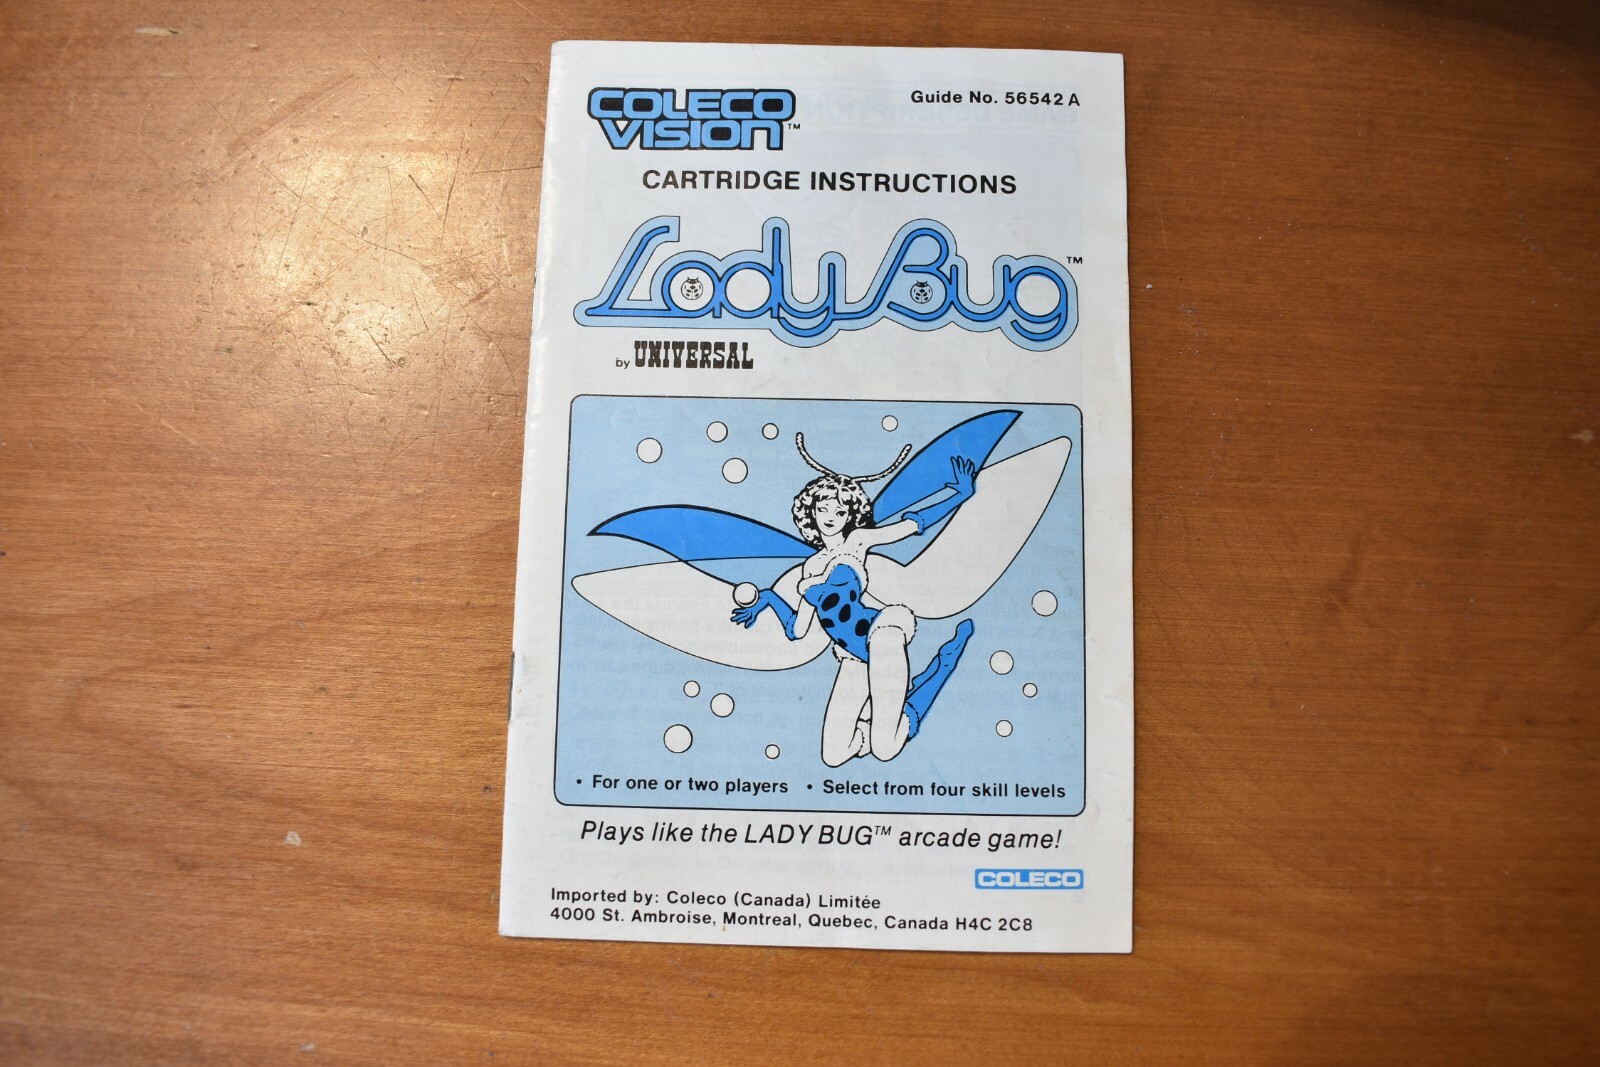 COLECO
VISION™
Guide No. 56542 A
CARTRIDGE INSTRUCTIONS
Lady Bug™
by UNIVERSAL
• For one or two players • Select from four skill levels
Plays like the LADY BUG™ arcade game!
COLECO
Imported by: Coleco (Canada) Limitée
4000 St. Ambroise, Montreal, Quebec, Canada H4C 2C8